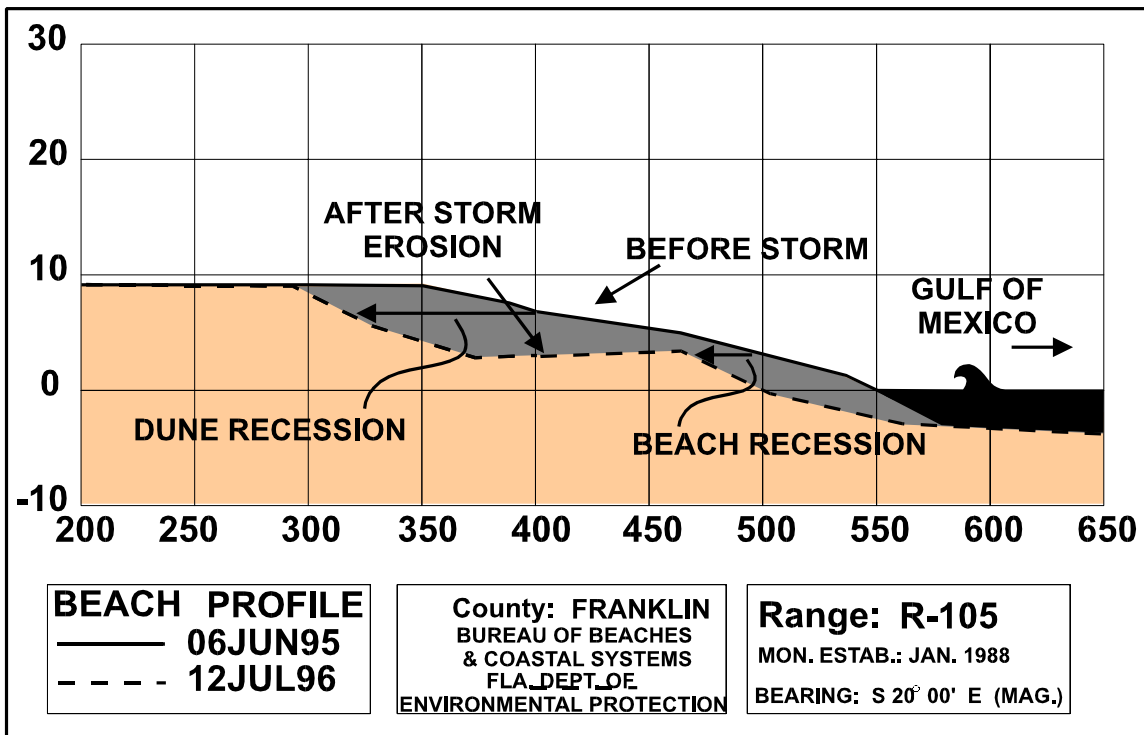 30
20
10
0
-10
AFTER STORM
EROSION
BEFORE STORM
GULF OF
MEXICO
DUNE RECESSION
BEACH RECESSION
200 250 300 350 400 450 500 550 600 650
BEACH PROFILE
06JUN95
12JUL96
County: FRANKLIN
BUREAU OF BEACHES
& COASTAL SYSTEMS
FLA. DEPT OF
ENVIRONMENTAL PROTECTION
Range: R-105
MON. ESTAB.: JAN. 1988
BEARING: S 20° 00' E (MAG.)